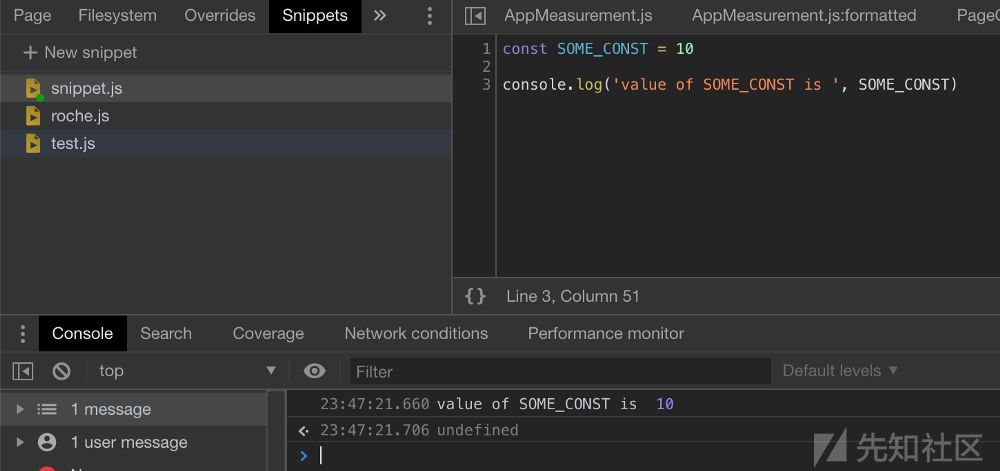 Page Filesystem Overrides Snippets »
+ New snippet
snippet.js
roche.js
test.js
AppMeasurement.js AppMeasurement.js:formatted
1 const SOME_CONST = 10
2
3 console.log('value of SOME_CONST is ', SOME_CONST)
{} Line 3, Column 51
Console Search Coverage Network conditions Performance monitor
top Filter Default levels ▼
1 message
1 user message
23:47:21.660 value of SOME_CONST is  10
23:47:21.706 undefined
>
先知社区